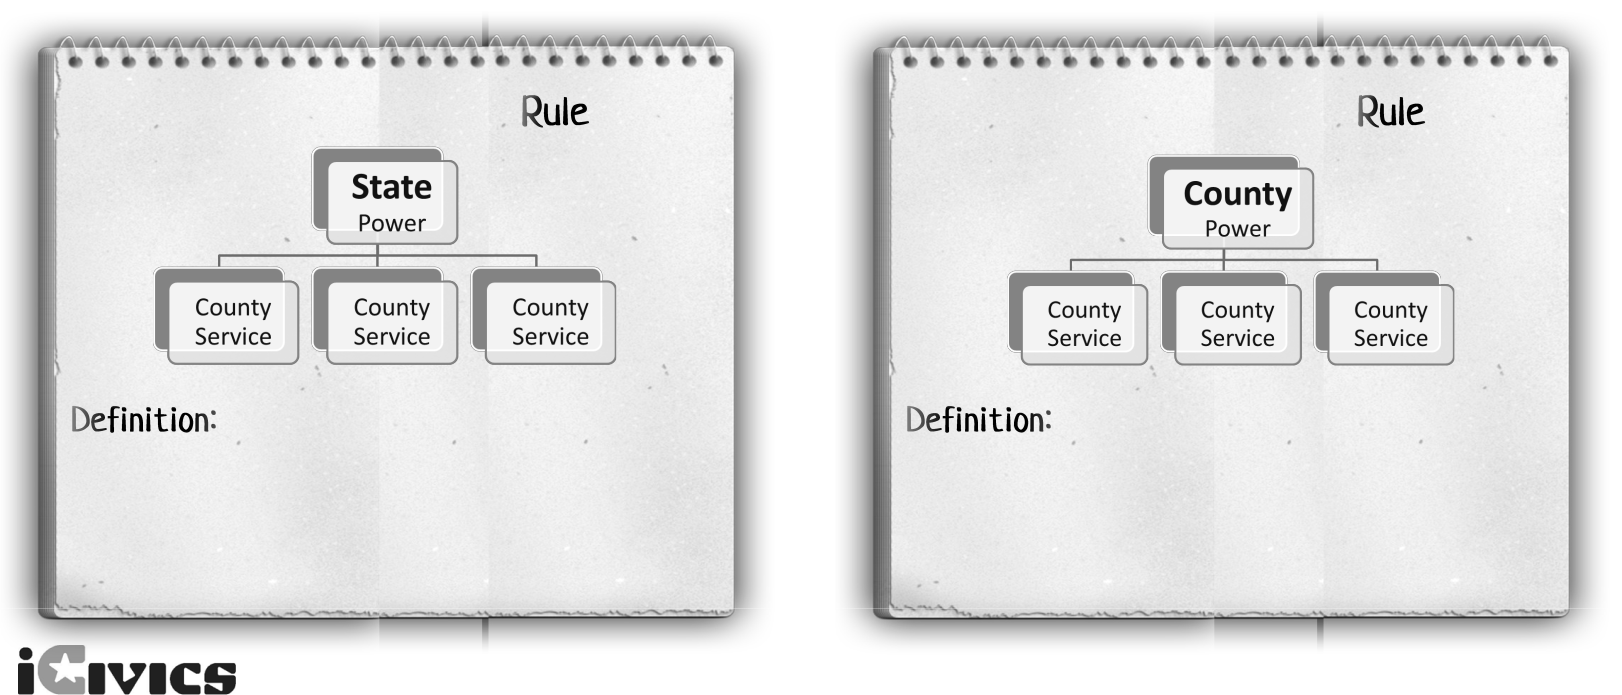 Rule
State
Power
County
Service
County
Service
County
Service
Definition:
Rule
County
Power
County
Service
County
Service
County
Service
Definition:
iCivics